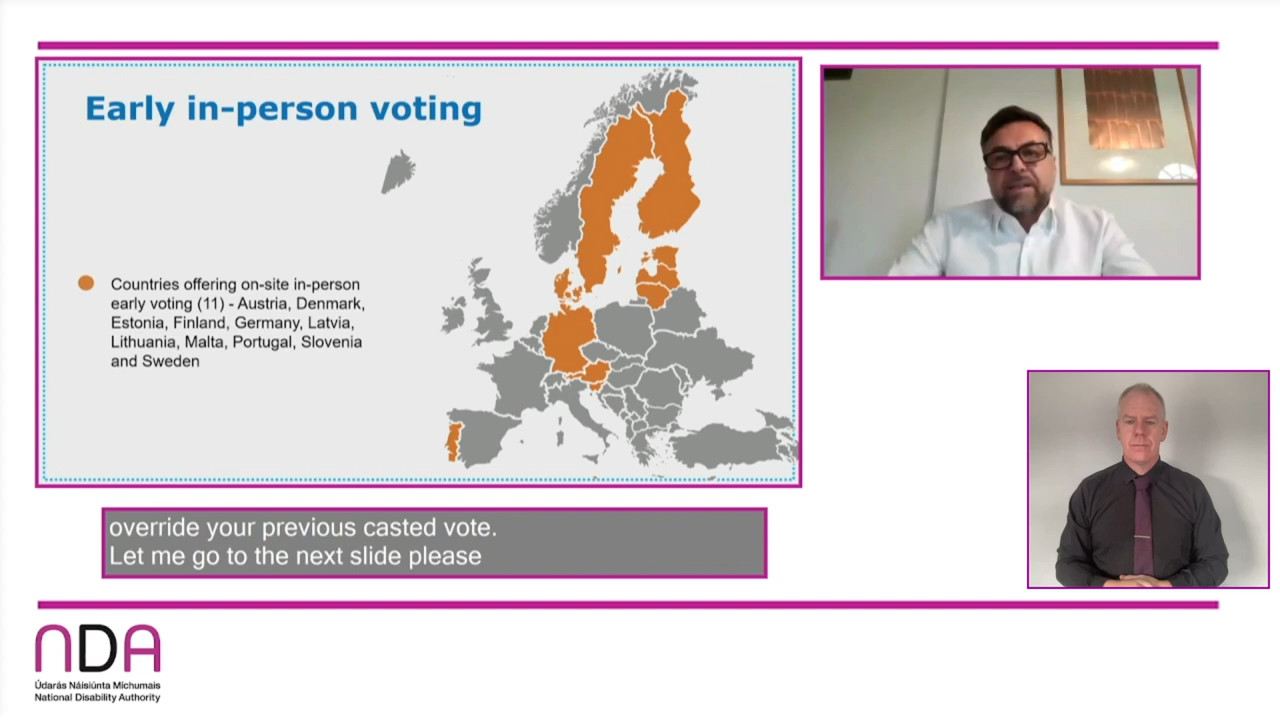 Early in-person voting
Countries offering on-site in-person
early voting (11) - Austria, Denmark,
Estonia, Finland, Germany, Latvia,
Lithuania, Malta, Portugal, Slovenia
and Sweden
override your previous casted vote.
Let me go to the next slide please
NDA
Údarás Náisiúnta Míchumais
National Disability Authority